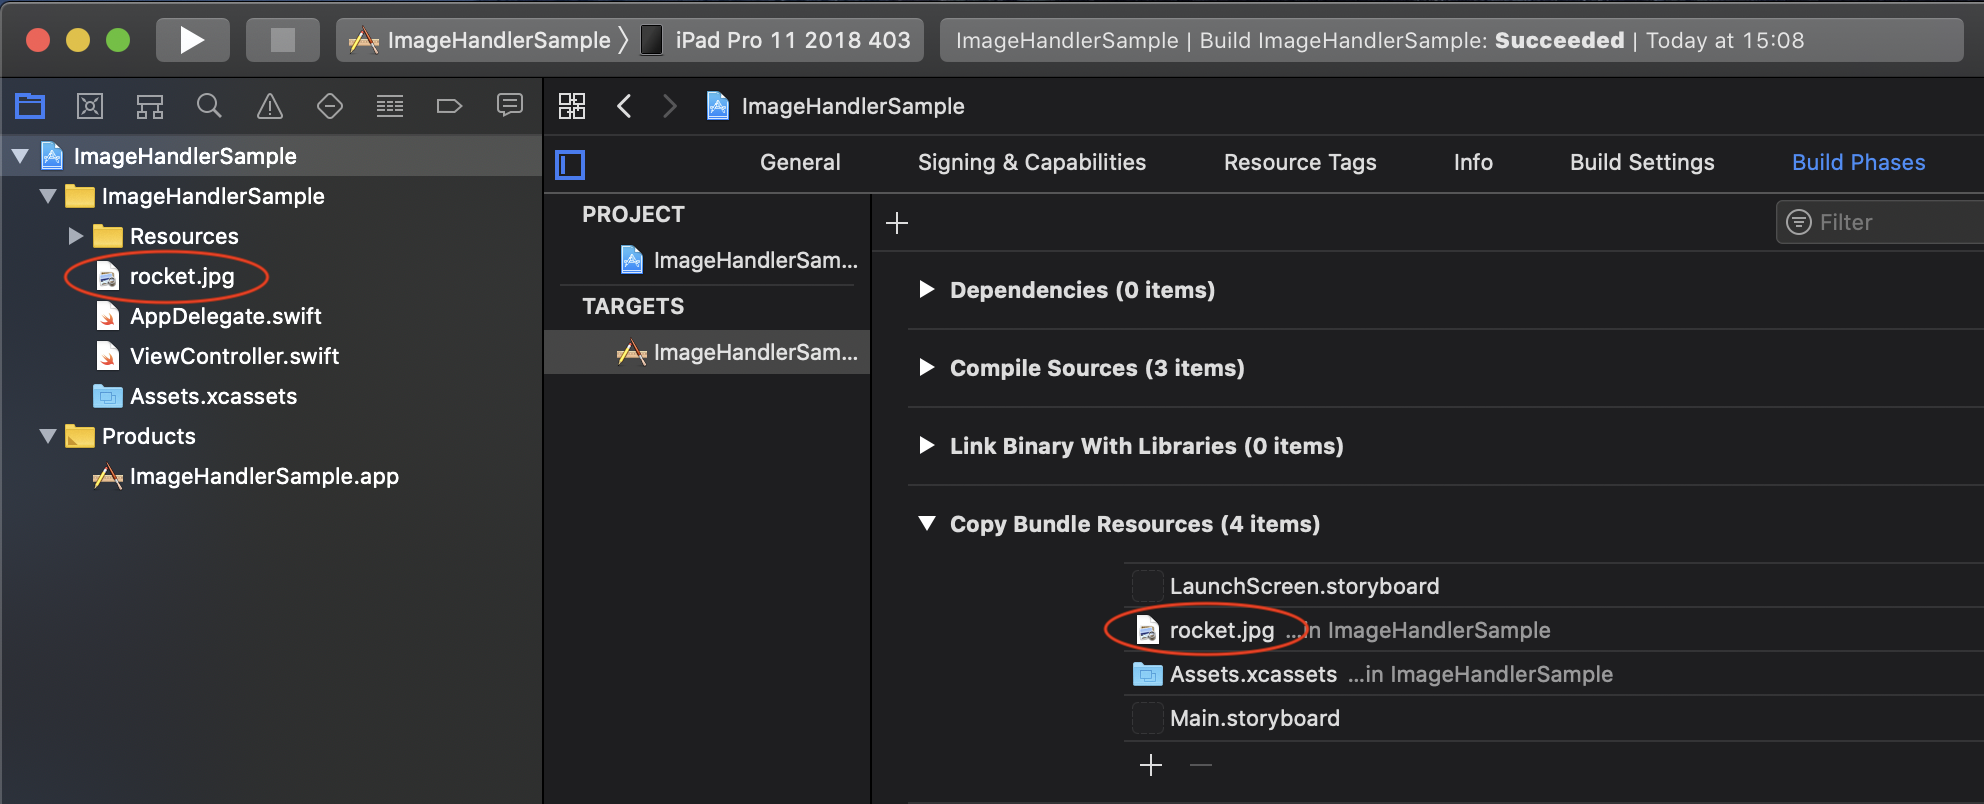 ImageHandlerSample 〉 iPad Pro 11 2018 403
ImageHandlerSample | Build ImageHandlerSample: Succeeded | Today at 15:08
ImageHandlerSample
ImageHandlerSample
Resources
rocket.jpg
AppDelegate.swift
ViewController.swift
Assets.xcassets
Products
ImageHandlerSample.app
ImageHandlerSample
General Signing & Capabilities Resource Tags Info Build Settings Build Phases
PROJECT
ImageHandlerSam...
TARGETS
ImageHandlerSam...
Filter
Dependencies (0 items)
Compile Sources (3 items)
Link Binary With Libraries (0 items)
Copy Bundle Resources (4 items)
LaunchScreen.storyboard
rocket.jpg ...in ImageHandlerSample
Assets.xcassets ...in ImageHandlerSample
Main.storyboard